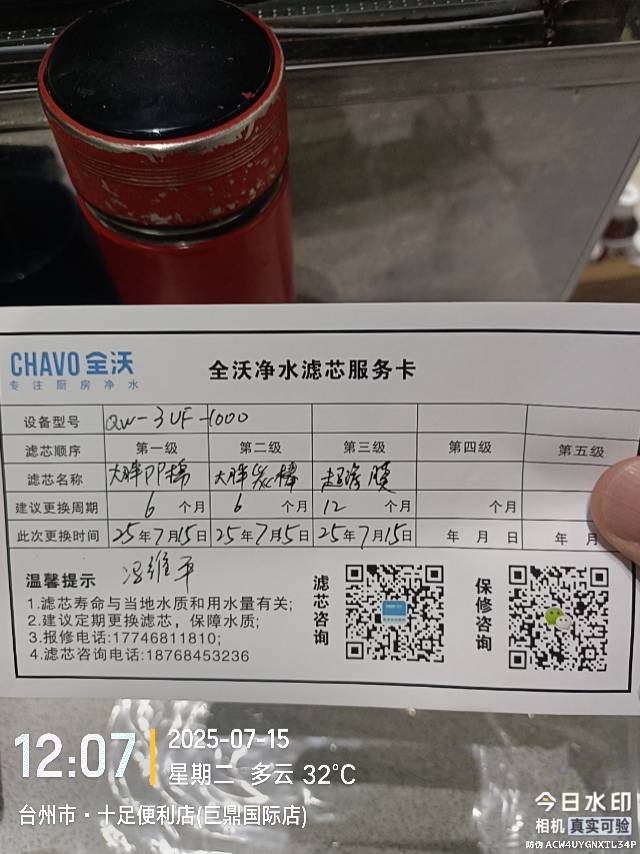 CHAVO 全沃
专注厨房净水
全沃净水滤芯服务卡
设备型号 QW-3UF-1000
滤芯顺序 第一级 第二级 第三级 第四级 第五级
滤芯名称 大胖PP棉 大胖炭棒 超滤膜
建议更换周期 6个月 6个月 12个月 个月
此次更换时间 25年7月15日 25年7月15日 25年7月15日 年 月 日 年 月
温馨提示 冯维平
1.滤芯寿命与当地水质和用水量有关;
2.建议定期更换滤芯，保障水质;
3.报修电话:17746811810;
4.滤芯咨询电话:18768453236
滤芯咨询
保修咨询
12:07
2025-07-15
星期二 多云 32°C
台州市·十足便利店(巨鼎国际店)
今日水印
相机 真实可验
防伪 ACW4UYGNXTL34P